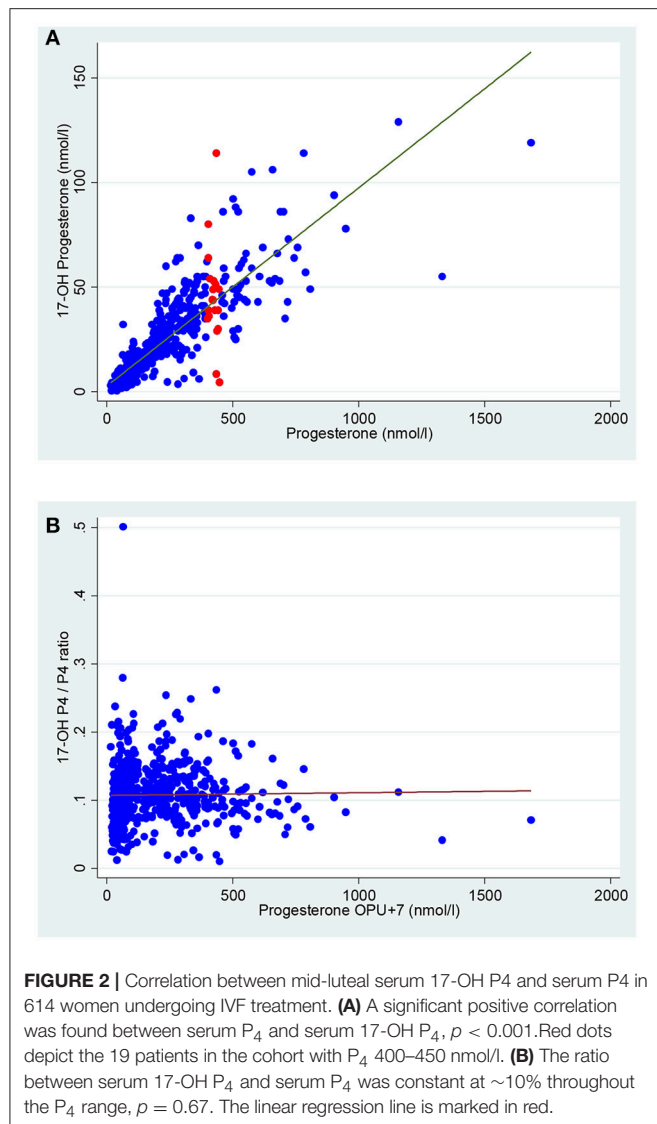 A
17-OH Progesterone (nmol/l)
150
100
50
0
0 500 1000 1500 2000
Progesterone (nmol/l)
B
17-OH P4 / P4 ratio
.5
.4
.3
.2
.1
0
0 500 1000 1500 2000
Progesterone OPU+7 (nmol/l)
FIGURE 2 | Correlation between mid-luteal serum 17-OH P4 and serum P4 in
614 women undergoing IVF treatment. (A) A significant positive correlation
was found between serum P4 and serum 17-OH P4, p < 0.001.Red dots
depict the 19 patients in the cohort with P4 400–450 nmol/l. (B) The ratio
between serum 17-OH P4 and serum P4 was constant at ~10% throughout
the P4 range, p = 0.67. The linear regression line is marked in red.